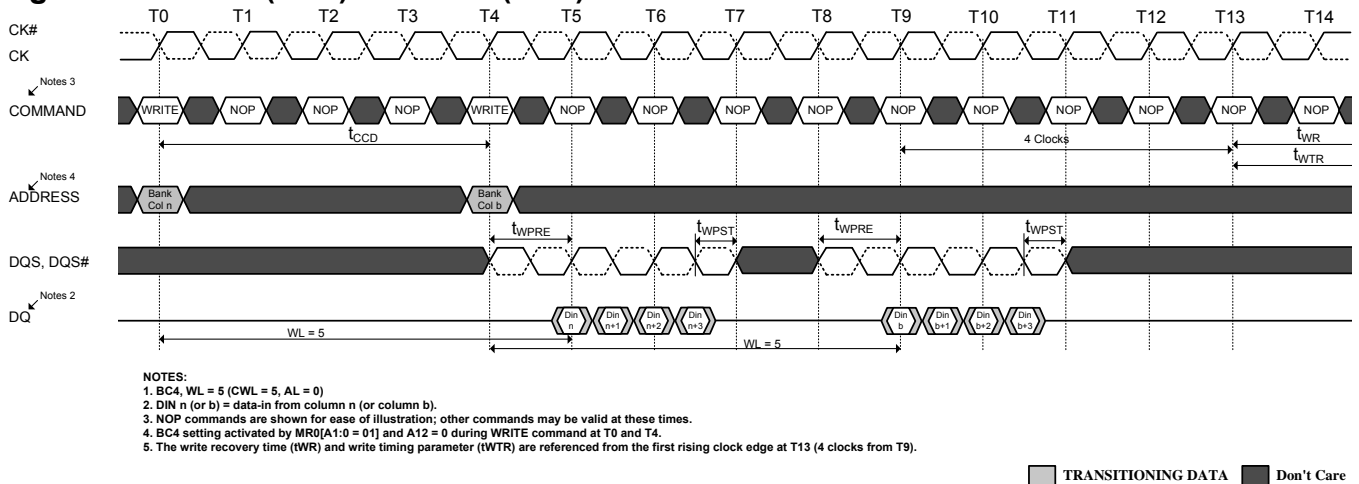 T0 T1 T2 T3 T4 T5 T6 T7 T8 T9 T10 T11 T12 T13 T14
CK#
CK
Notes 3
COMMAND
WRITE NOP NOP NOP WRITE NOP NOP NOP NOP NOP NOP NOP NOP NOP NOP
tCCD
4 Clocks
tWR
tWTR
Notes 4
ADDRESS
Bank Col n
Bank Col b
tWPRE tWPST tWPRE tWPST
DQS, DQS#
Notes 2
DQ
Din n
Din n+1
Din n+2
Din n+3
Din b
Din b+1
Din b+2
Din b+3
WL = 5
WL = 5
NOTES:
1. BC4, WL = 5 (CWL = 5, AL = 0)
2. DIN n (or b) = data-in from column n (or column b).
3. NOP commands are shown for ease of illustration; other commands may be valid at these times.
4. BC4 setting activated by MR0[A1:0 = 01] and A12 = 0 during WRITE command at T0 and T4.
5. The write recovery time (tWR) and write timing parameter (tWTR) are referenced from the first rising clock edge at T13 (4 clocks from T9).
TRANSITIONING DATA
Don't Care